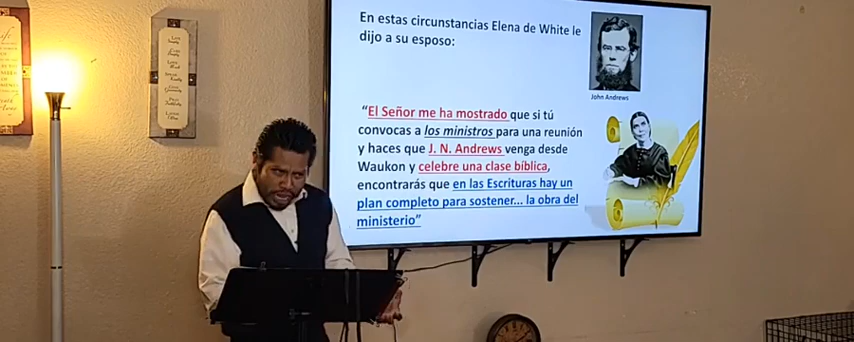 En estas circunstancias Elena de White le
dijo a su esposo:
John Andrews
“El Señor me ha mostrado que si tú
convocas a los ministros para una reunión
y haces que J. N. Andrews venga desde
Waukon y celebre una clase bíblica,
encontrarás que en las Escrituras hay un
plan completo para sostener... la obra del
ministerio”